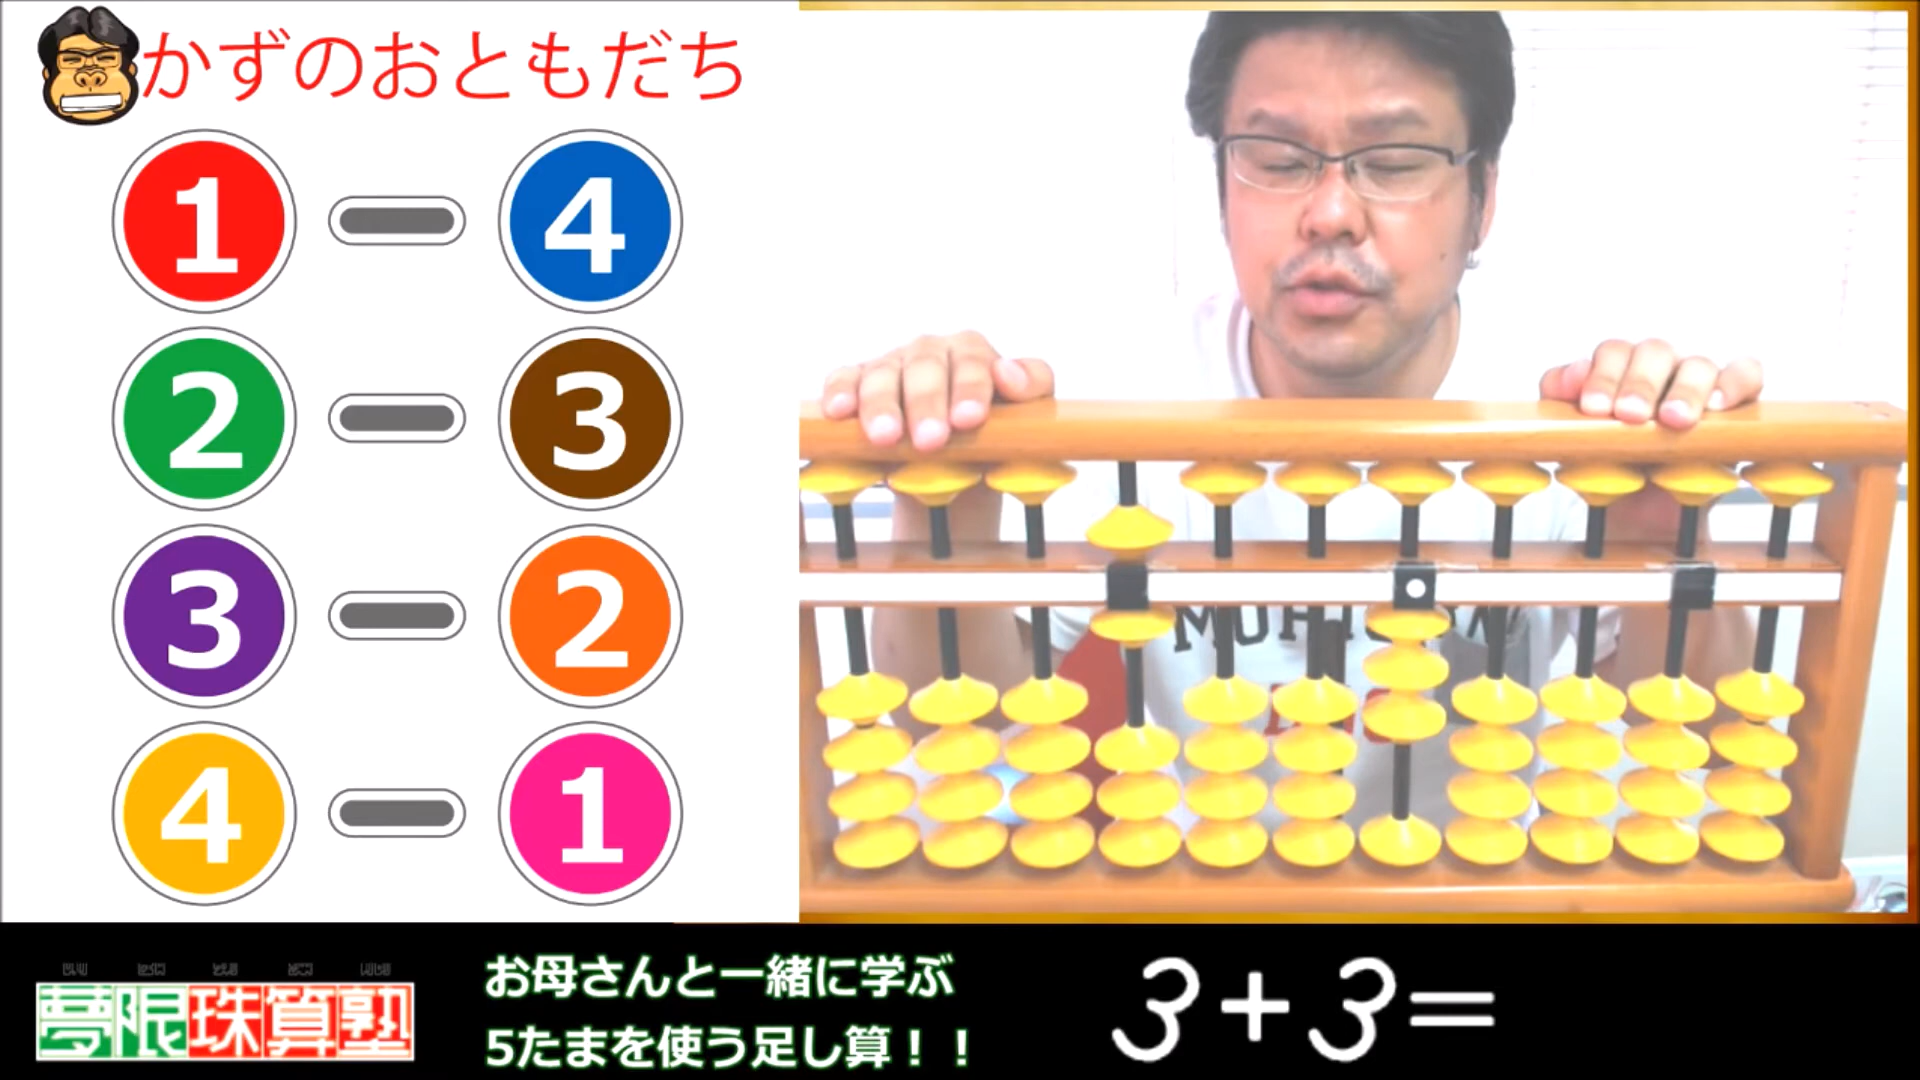 かずのおともだち
1 4
2 3
3 2
4 1
夢限珠算塾
お母さんと一緒に学ぶ
5たまを使う足し算！！
3+3=